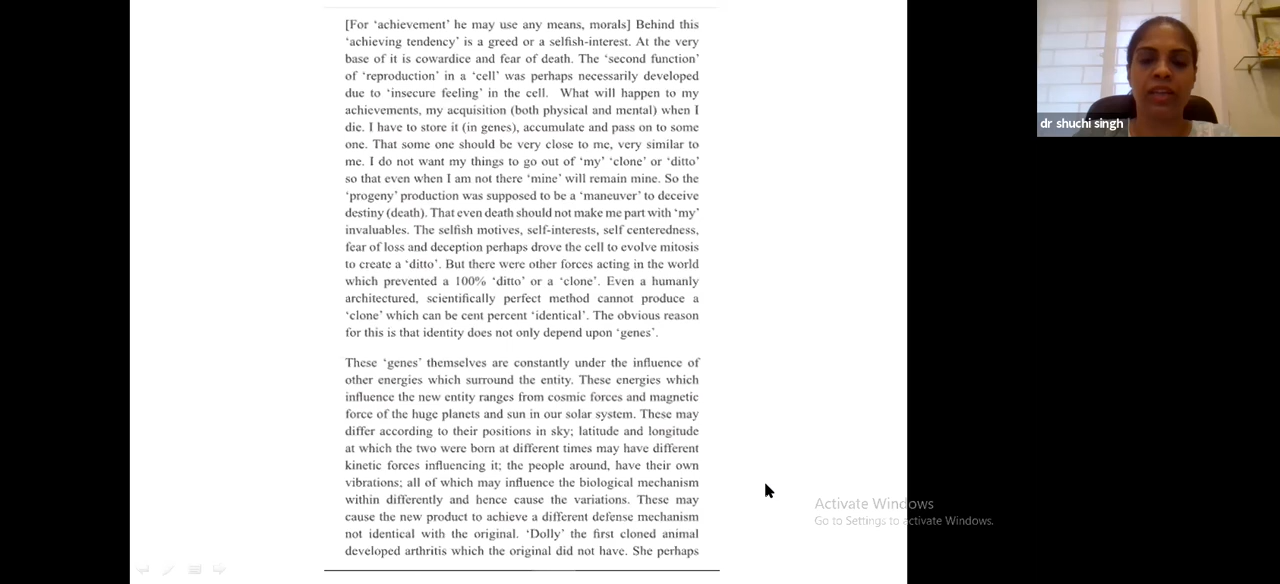 [For ‘achievement’ he may use any means, morals] Behind this
‘achieving tendency’ is a greed or a selfish-interest. At the very
base of it is cowardice and fear of death. The ‘second function’
of ‘reproduction’ in a ‘cell’ was perhaps necessarily developed
due to ‘insecure feeling’ in the cell. What will happen to my
achievements, my acquisition (both physical and mental) when I
die. I have to store it (in genes), accumulate and pass on to some
one. That some one should be very close to me, very similar to
me. I do not want my things to go out of ‘my’ ‘clone’ or ‘ditto’
so that even when I am not there ‘mine’ will remain mine. So the
‘progeny’ production was supposed to be a ‘maneuver’ to deceive
destiny (death). That even death should not make me part with ‘my’
invaluables. The selfish motives, self-interests, self centeredness,
fear of loss and deception perhaps drove the cell to evolve mitosis
to create a ‘ditto’. But there were other forces acting in the world
which prevented a 100% ‘ditto’ or a ‘clone’. Even a humanly
architectured, scientifically perfect method cannot produce a
‘clone’ which can be cent percent ‘identical’. The obvious reason
for this is that identity does not only depend upon ‘genes’.
These ‘genes’ themselves are constantly under the influence of
other energies which surround the entity. These energies which
influence the new entity ranges from cosmic forces and magnetic
force of the huge planets and sun in our solar system. These may
differ according to their positions in sky; latitude and longitude
at which the two were born at different times may have different
kinetic forces influencing it; the people around, have their own
vibrations; all of which may influence the biological mechanism
within differently and hence cause the variations. These may
cause the new product to achieve a different defense mechanism
not identical with the original. ‘Dolly’ the first cloned animal
developed arthritis which the original did not have. She perhaps
dr shuchi singh
Activate Windows
Go to Settings to activate Windows.